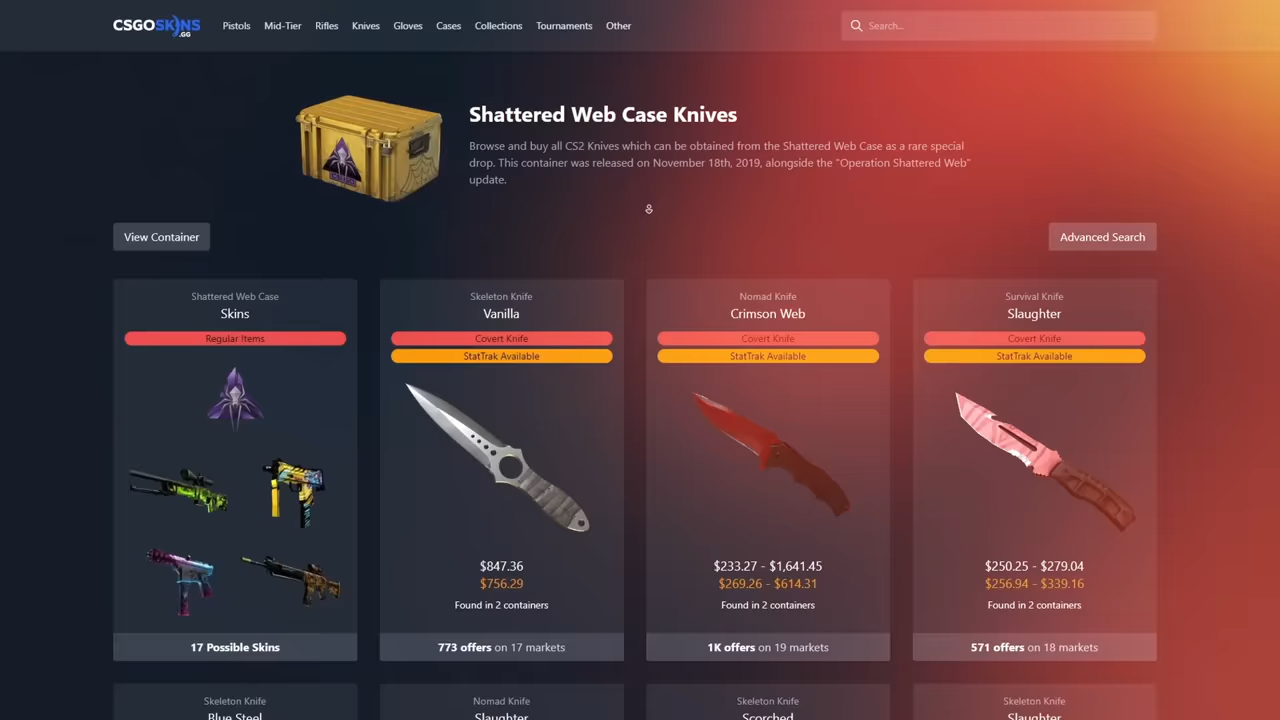 CSGOSKINS.GG
Pistols
Mid-Tier
Rifles
Knives
Gloves
Cases
Collections
Tournaments
Other
Search...
Shattered Web Case Knives
Browse and buy all CS2 Knives which can be obtained from the Shattered Web Case as a rare special
drop. This container was released on November 18th, 2019, alongside the "Operation Shattered Web"
update.
View Container
Advanced Search
Shattered Web Case
Skins
Regular Items
17 Possible Skins
Skeleton Knife
Vanilla
Covert Knife
StatTrak Available
$847.36
$756.29
Found in 2 containers
773 offers on 17 markets
Nomad Knife
Crimson Web
Covert Knife
StatTrak Available
$233.27 - $1,641.45
$269.26 - $614.31
Found in 2 containers
1K offers on 19 markets
Survival Knife
Slaughter
Covert Knife
StatTrak Available
$250.25 - $279.04
$256.94 - $339.16
Found in 2 containers
571 offers on 18 markets
Skeleton Knife
Blue Steel
Nomad Knife
Slaughter
Skeleton Knife
Scorched
Skeleton Knife
Slaughter